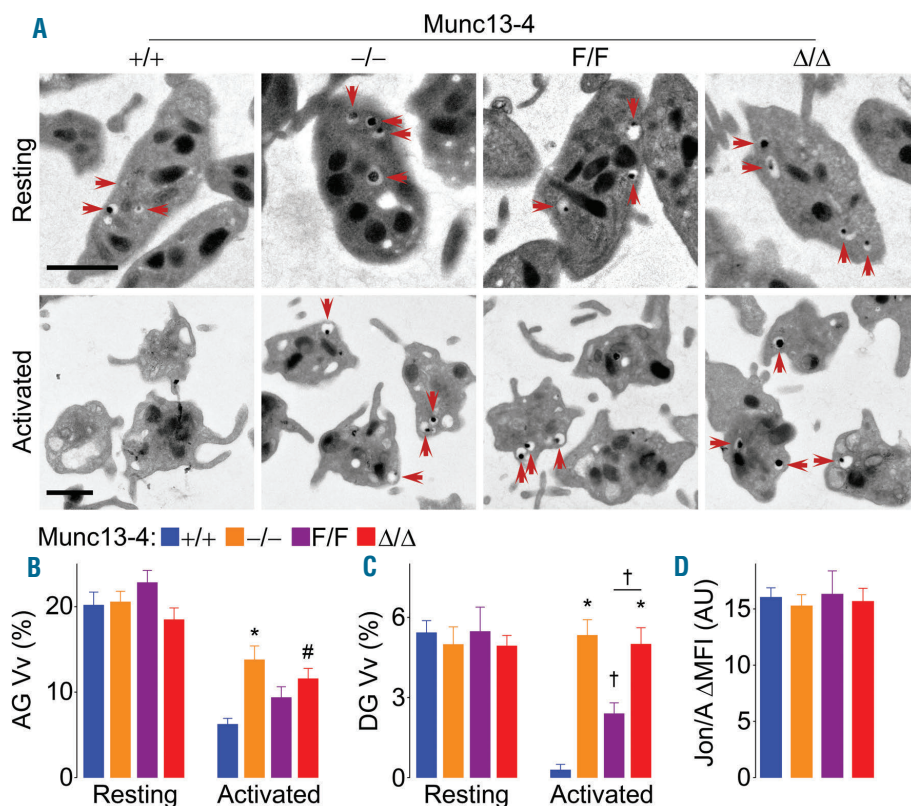 A
Munc13-4
+/+ −/− F/F Δ/Δ
Resting
Activated
Munc13-4: +/+ −/− F/F Δ/Δ
B
AG Vv (%)
20
10
0
*
#
Resting Activated
C
DG Vv (%)
6
3
0
*
†
†
*
Resting Activated
D
Jon/A ΔMFI (AU)
15
10
5
0